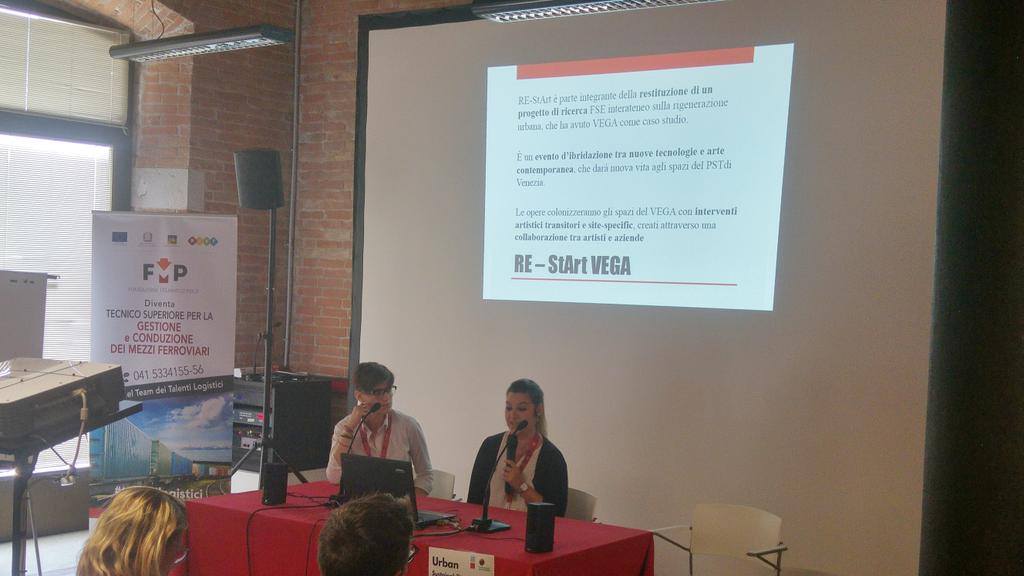 RE-StArt è parte integrante della restituzione di un
progetto di ricerca FSE interateneo sulla rigenerazione
urbana, che ha avuto VEGA come caso studio.
È un evento d'ibridazione tra nuove tecnologie e arte
contemporanea, che darà nuova vita agli spazi del PST di
Venezia.
Le opere colonizzeranno gli spazi del VEGA con interventi
artistici transitori e site-specific, creati attraverso una
collaborazione tra artisti e aziende
RE – StArt VEGA
FMP
Diventa
TECNICO SUPERIORE PER LA
GESTIONE
e CONDUZIONE
DEI MEZZI FERROVIARI
041 5334155-56
el Team dei Talenti Logistici
gistici
Urban